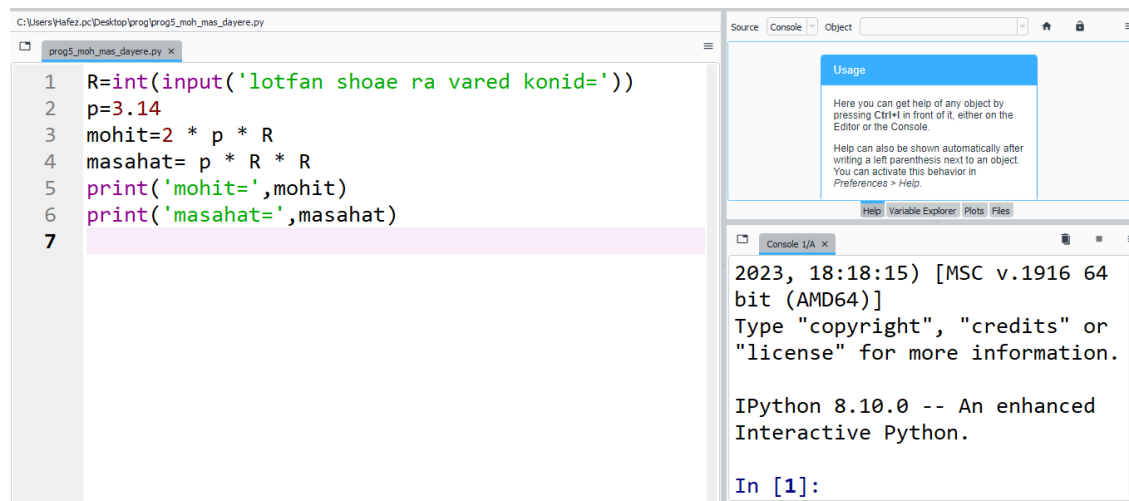 C:\Users\Hafez.pc\Desktop\prog\prog5_moh_mas_dayere.py
prog5_moh_mas_dayere.py ×
1 R=int(input('lotfan shoae ra vared konid='))
2 p=3.14
3 mohit=2 * p * R
4 masahat= p * R * R
5 print('mohit=',mohit)
6 print('masahat=',masahat)
7
Source Console Object
Usage
Here you can get help of any object by
pressing Ctrl+I in front of it, either on the
Editor or the Console.
Help can also be shown automatically after
writing a left parenthesis next to an object.
You can activate this behavior in
Preferences > Help.
Help Variable Explorer Plots Files
Console 1/A ×
2023, 18:18:15) [MSC v.1916 64
bit (AMD64)]
Type "copyright", "credits" or
"license" for more information.
IPython 8.10.0 -- An enhanced
Interactive Python.
In [1]: